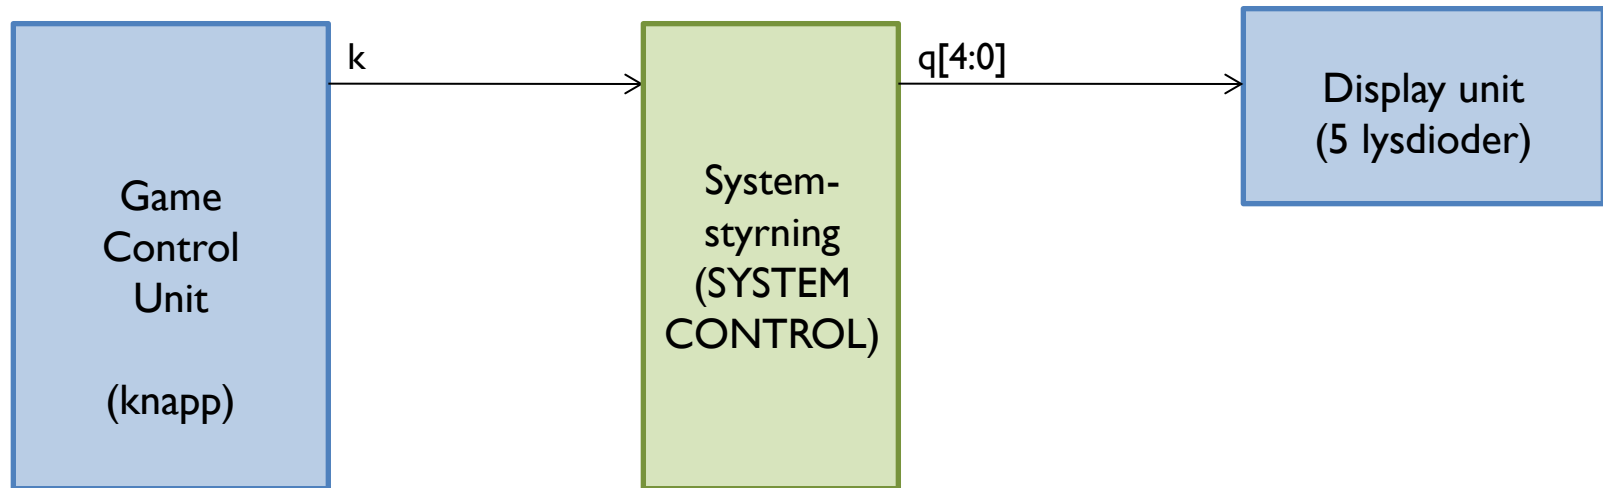 Game
Control
Unit
(knapp)
k
System-
styrning
(SYSTEM
CONTROL)
q[4:0]
Display unit
(5 lysdioder)